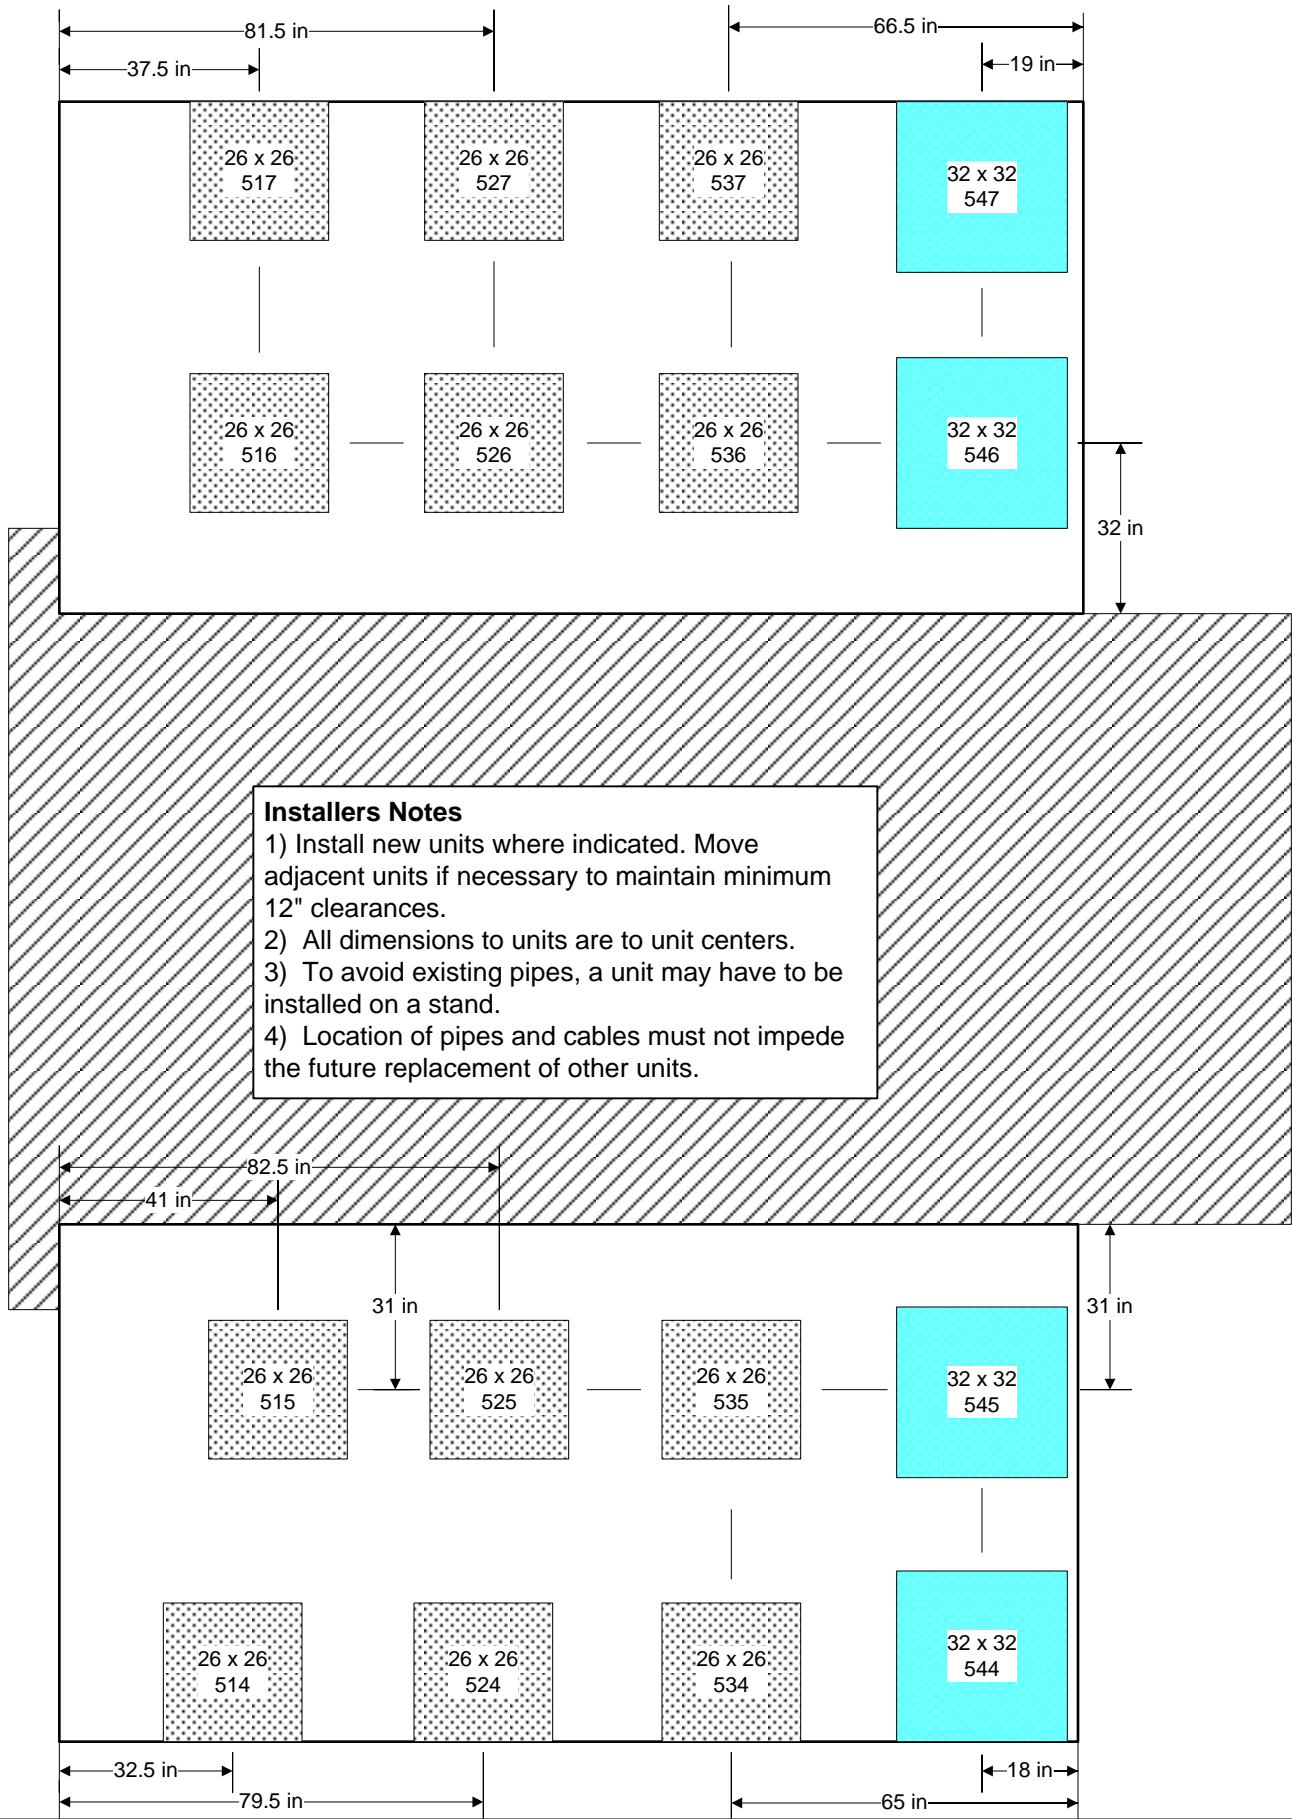 81.5 in
66.5 in
37.5 in
19 in
26 x 26
517
26 x 26
527
26 x 26
537
32 x 32
547
26 x 26
516
26 x 26
526
26 x 26
536
32 x 32
546
32 in
Installers Notes
1) Install new units where indicated. Move
adjacent units if necessary to maintain minimum
12" clearances.
2) All dimensions to units are to unit centers.
3) To avoid existing pipes, a unit may have to be
installed on a stand.
4) Location of pipes and cables must not impede
the future replacement of other units.
82.5 in
41 in
31 in
31 in
26 x 26
515
26 x 26
525
26 x 26
535
32 x 32
545
26 x 26
514
26 x 26
524
26 x 26
534
32 x 32
544
32.5 in
18 in
79.5 in
65 in